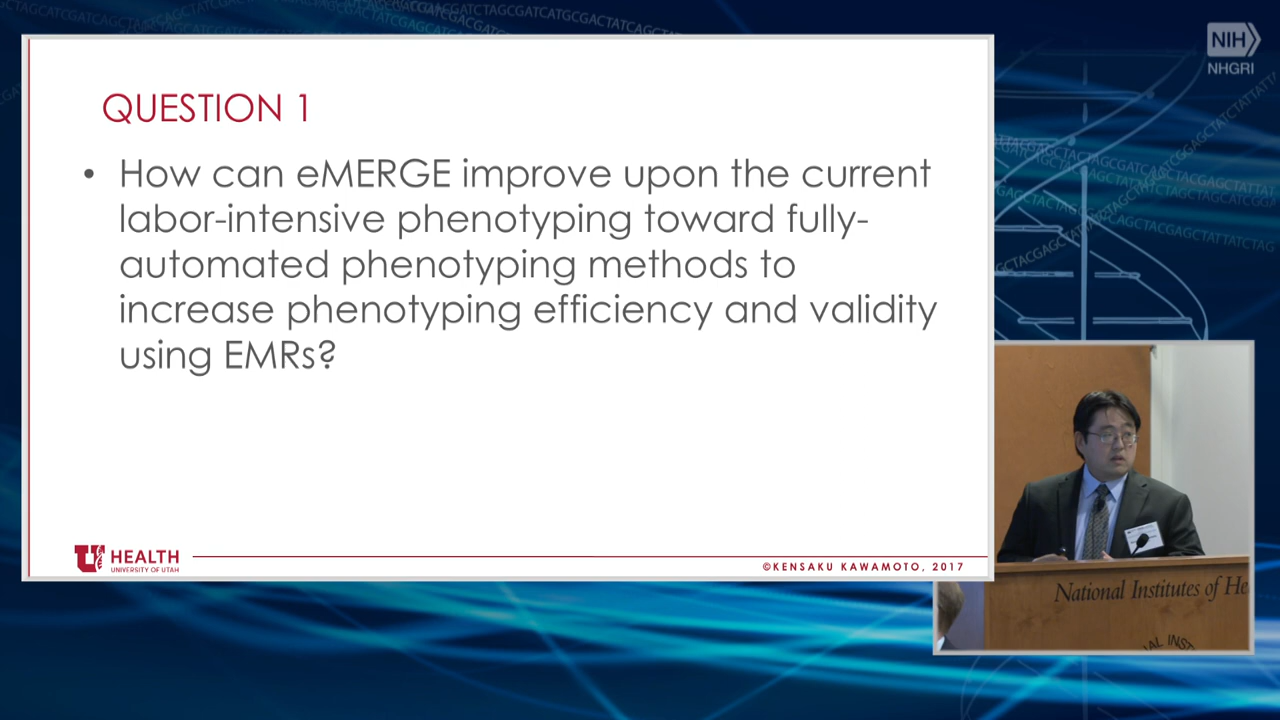 NIH
NHGRI
QUESTION 1
• How can eMERGE improve upon the current
labor-intensive phenotyping toward fully-
automated phenotyping methods to
increase phenotyping efficiency and validity
using EMRs?
U HEALTH
UNIVERSITY OF UTAH
©KENSAKU KAWAMOTO, 2017
National Institutes of He
AL INST